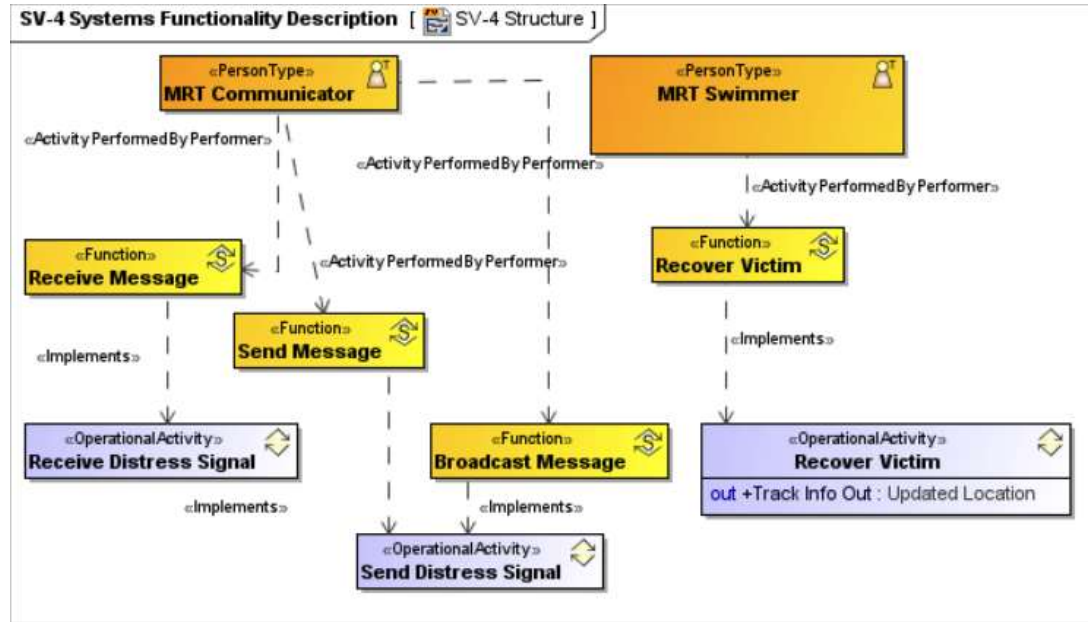 SV-4 Systems Functionality Description [ SV-4 Structure ]
«PersonType»
MRT Communicator
«PersonType»
MRT Swimmer
«ActivityPerformedByPerformer»
«ActivityPerformedByPerformer»
«ActivityPerformedByPerformer»
«Function»
Receive Message
«Function»
Recover Victim
«ActivityPerformedByPerformer»
«Function»
Send Message
«Implements»
«Implements»
«OperationalActivity»
Receive Distress Signal
«Function»
Broadcast Message
«OperationalActivity»
Recover Victim
out +Track Info Out : Updated Location
«Implements»
«Implements»
«OperationalActivity»
Send Distress Signal